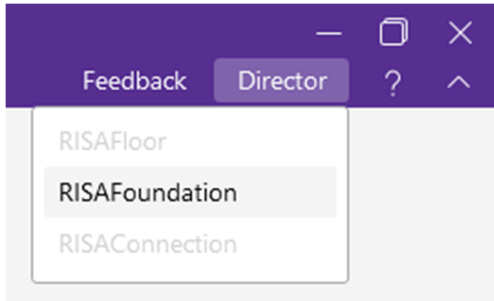 Feedback Director ?
RISAFloor
RISAFoundation
RISAConnection